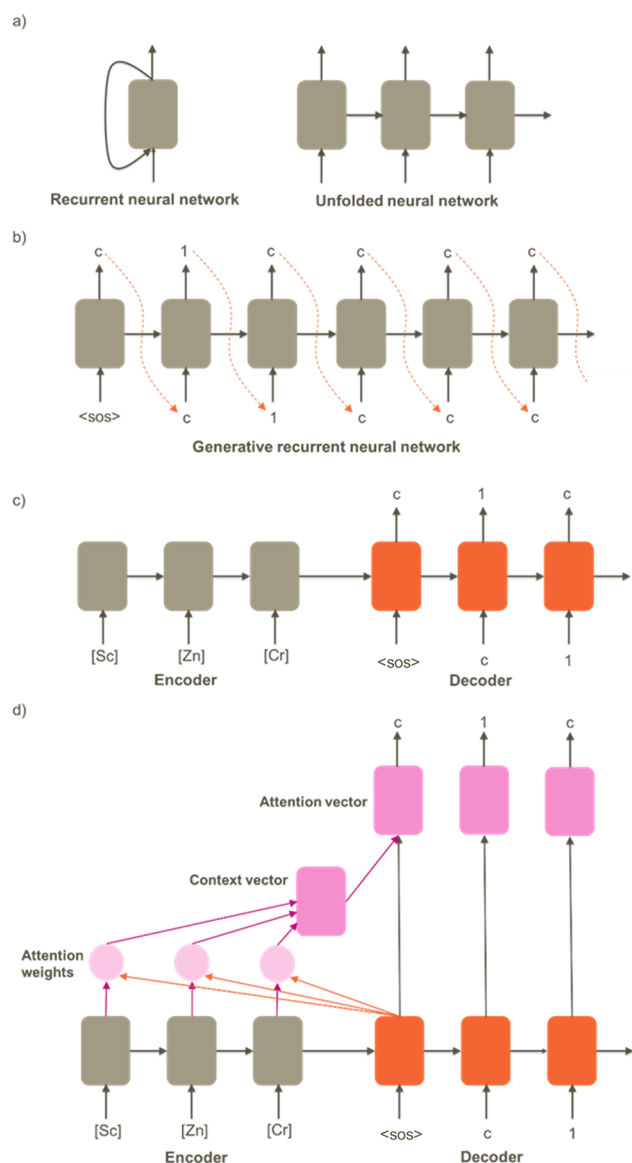 a)
Recurrent neural network Unfolded neural network
b)
c 1 c c c c
<sos> c 1 c c c
Generative recurrent neural network
c)
c 1 c
[Sc] [Zn] [Cr] <sos> c 1
Encoder Decoder
d)
c 1 c
Attention vector
Context vector
Attention
weights
[Sc] [Zn] [Cr] <sos> c 1
Encoder Decoder